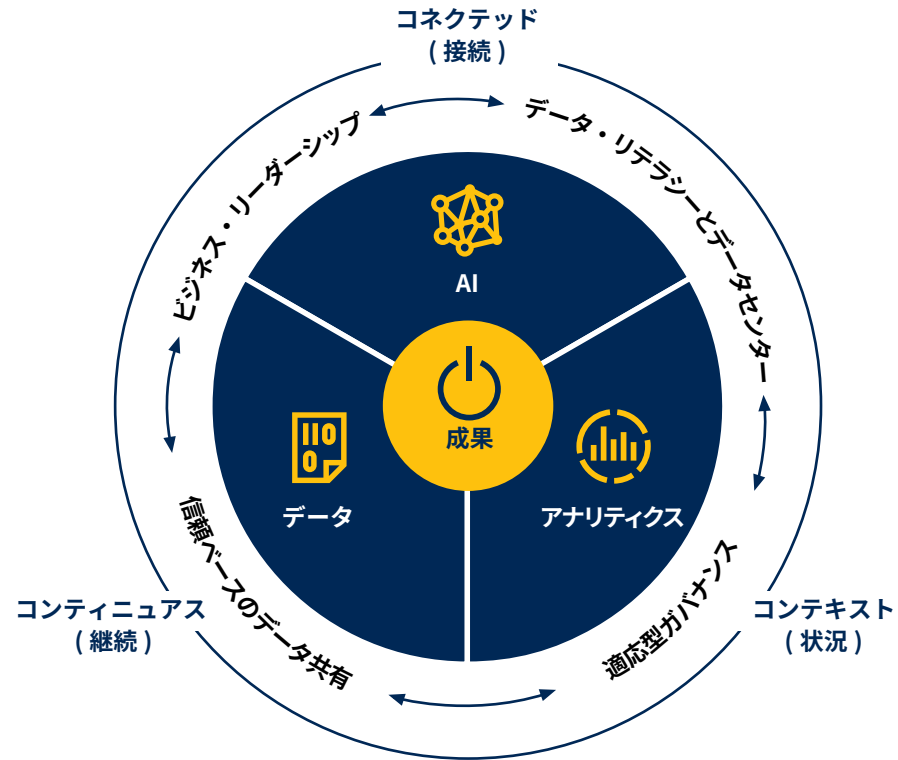 コネクテッド
( 接続 )
ビジネス・リーダーシップ
データ・リテラシーとデータセンター
AI
成果
データ
アナリティクス
信頼ベースのデータ共有
適応型ガバナンス
コンティニュアス
( 継続 )
コンテキスト
( 状況 )